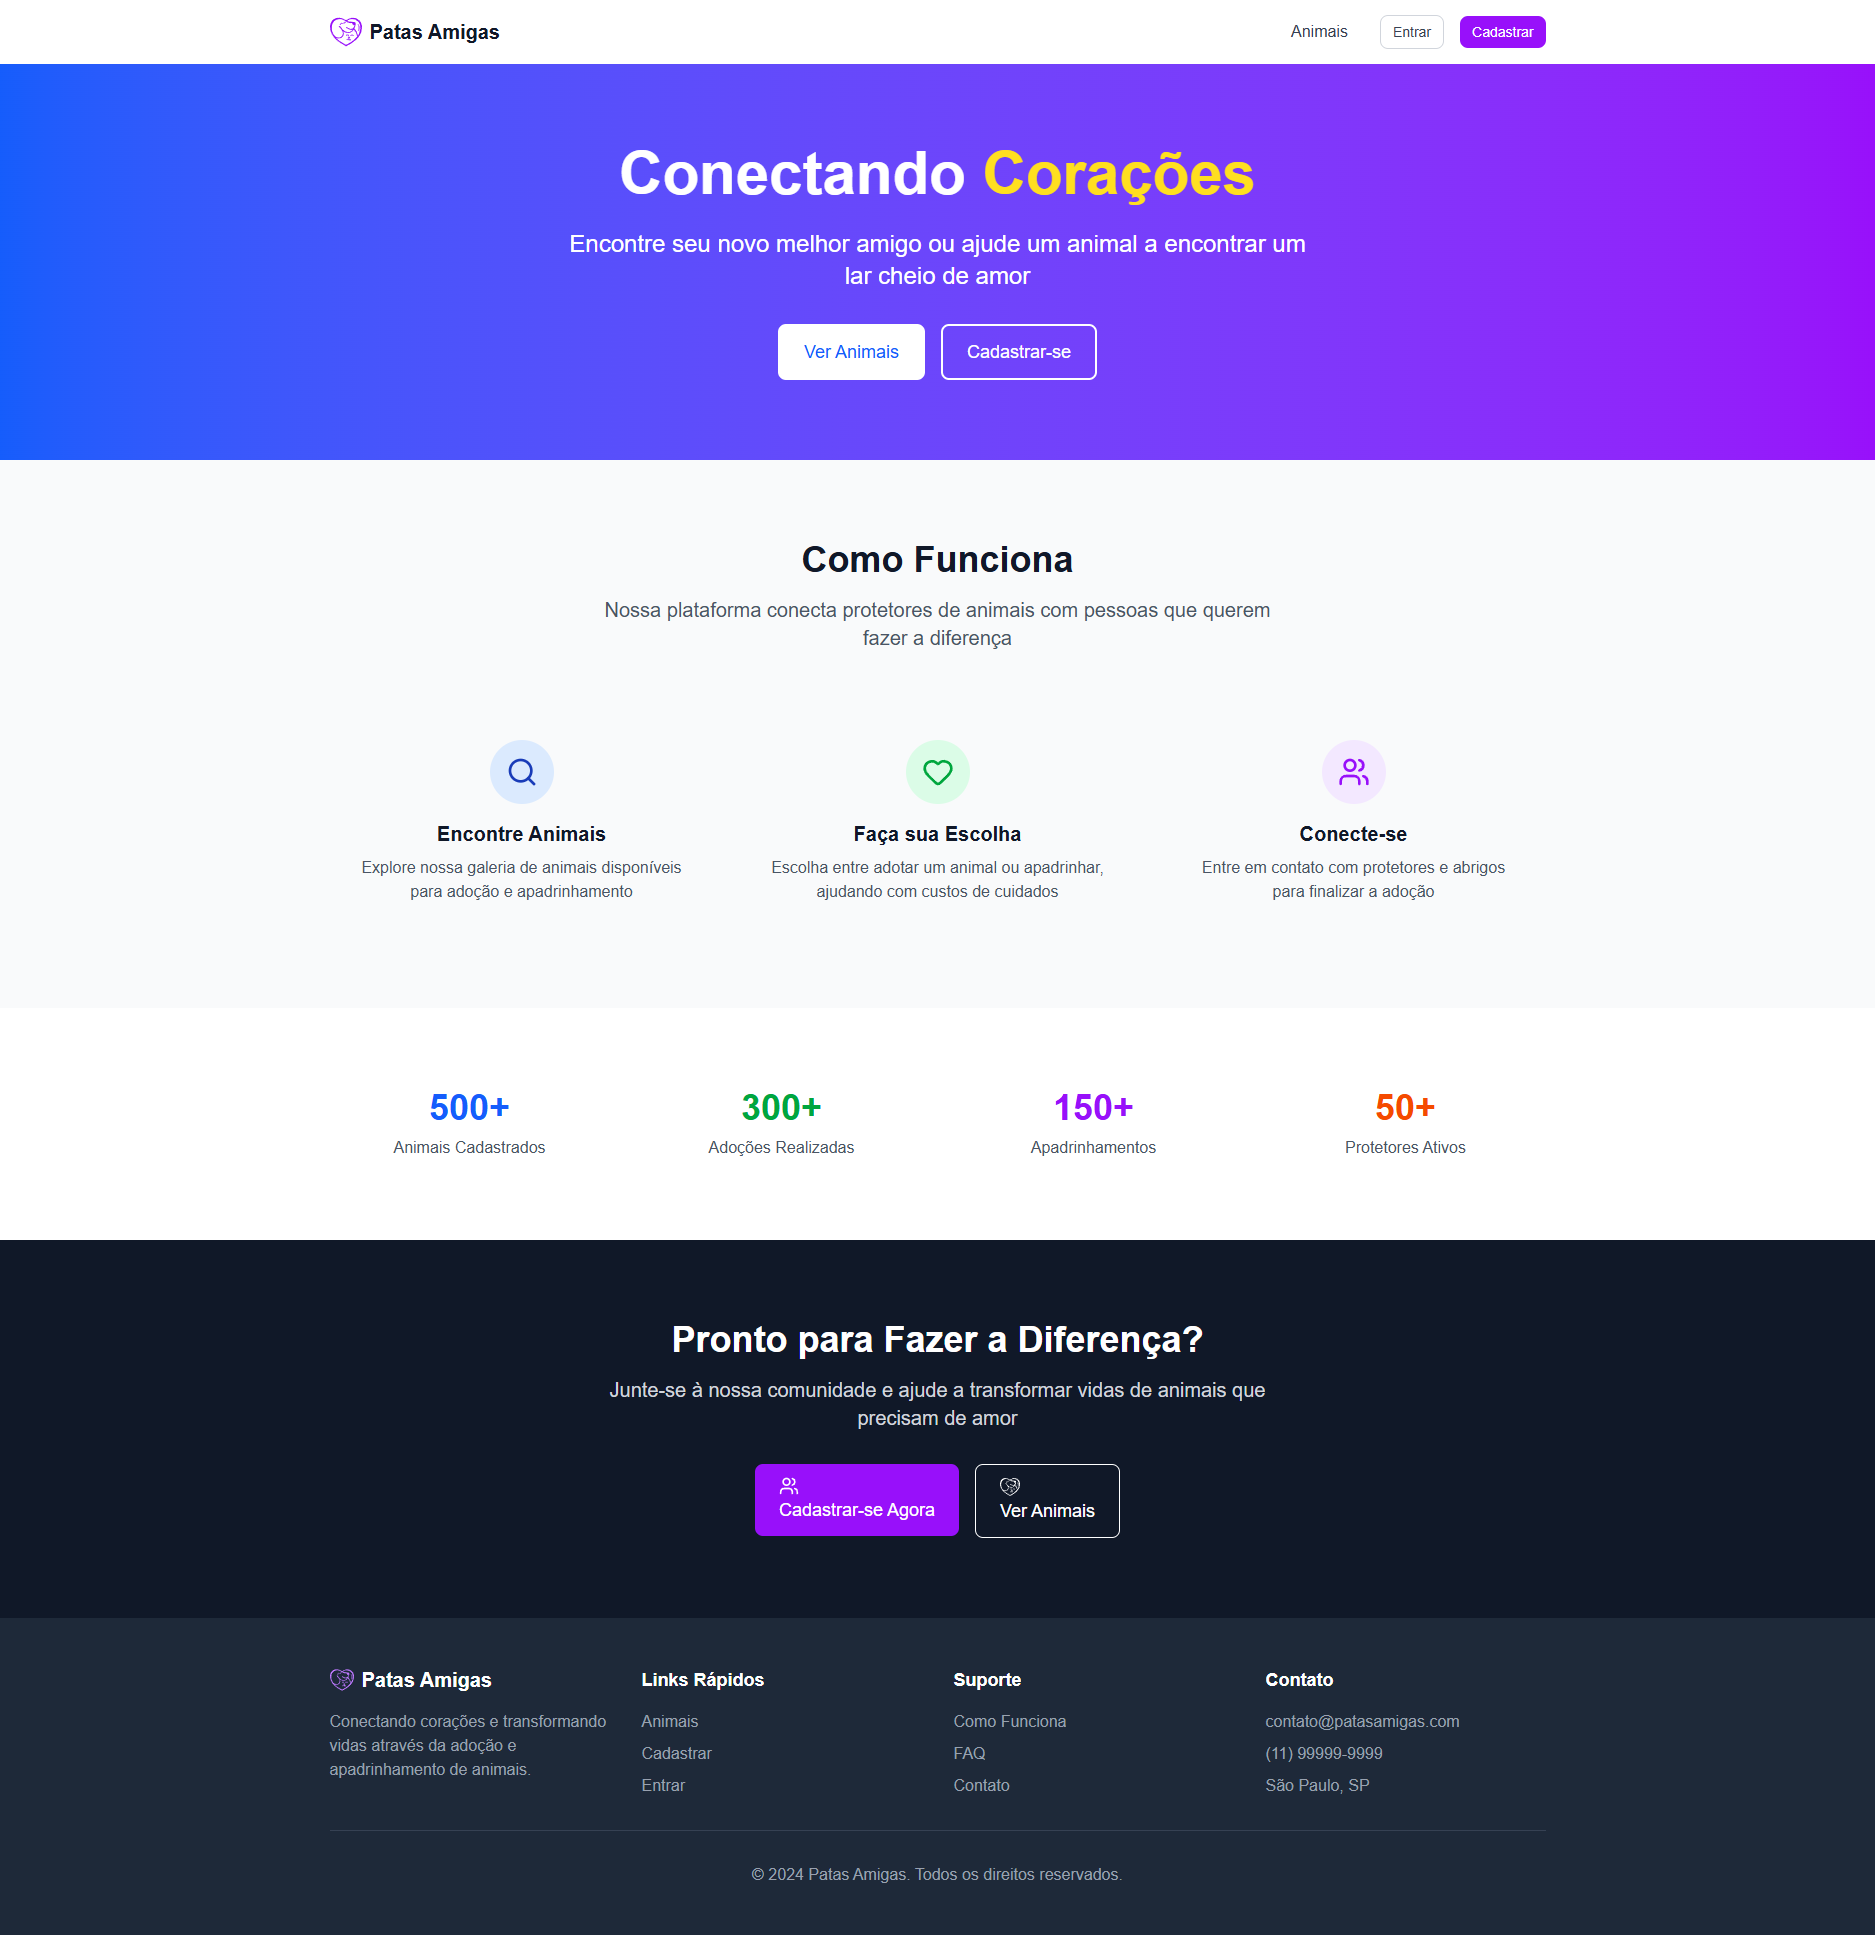 Patas Amigas
Animais
Entrar
Cadastrar
Conectando Corações
Encontre seu novo melhor amigo ou ajude um animal a encontrar um
lar cheio de amor
Ver Animais
Cadastrar-se
Como Funciona
Nossa plataforma conecta protetores de animais com pessoas que querem
fazer a diferença
Encontre Animais
Explore nossa galeria de animais disponíveis
para adoção e apadrinhamento
Faça sua Escolha
Escolha entre adotar um animal ou apadrinhar,
ajudando com custos de cuidados
Conecte-se
Entre em contato com protetores e abrigos
para finalizar a adoção
500+
Animais Cadastrados
300+
Adoções Realizadas
150+
Apadrinhamentos
50+
Protetores Ativos
Pronto para Fazer a Diferença?
Junte-se à nossa comunidade e ajude a transformar vidas de animais que
precisam de amor
Cadastrar-se Agora
Ver Animais
Patas Amigas
Conectando corações e transformando
vidas através da adoção e
apadrinhamento de animais.
Links Rápidos
Animais
Cadastrar
Entrar
Suporte
Como Funciona
FAQ
Contato
Contato
contato@patasamigas.com
(11) 99999-9999
São Paulo, SP
© 2024 Patas Amigas. Todos os direitos reservados.